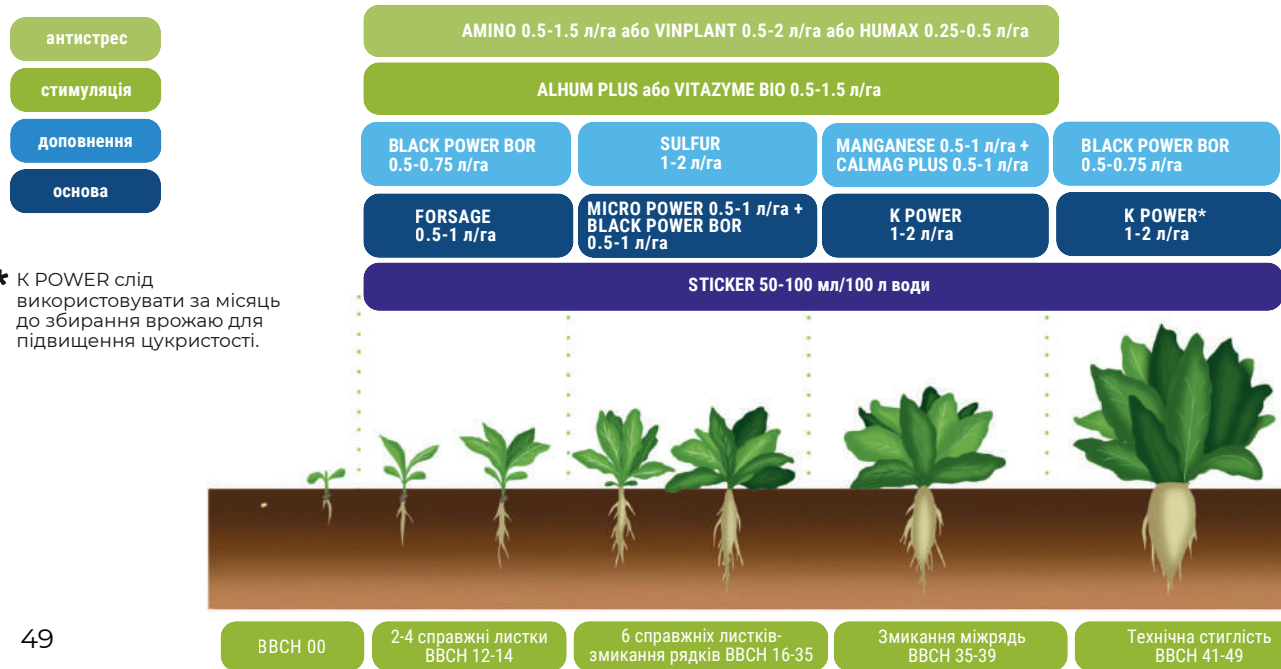 антистрес
стимуляція
доповнення
основа
AMINO 0.5-1.5 л/га або VINPLANT 0.5-2 л/га або HUMAX 0.25-0.5 л/га
ALHUM PLUS або VITAZYME BIO 0.5-1.5 л/га
BLACK POWER BOR
0.5-0.75 л/га
SULFUR
1-2 л/га
MANGANESE 0.5-1 л/га +
CALMAG PLUS 0.5-1 л/га
BLACK POWER BOR
0.5-0.75 л/га
FORSAGE
0.5-1 л/га
MICRO POWER 0.5-1 л/га +
BLACK POWER BOR
0.5-1 л/га
K POWER
1-2 л/га
K POWER*
1-2 л/га
STICKER 50-100 мл/100 л води
* K POWER слід
використовувати за місяць
до збирання врожаю для
підвищення цукристості.
BBCH 00
2-4 справжні листки
BBCH 12-14
6 справжніх листків-
змикання рядків BBCH 16-35
Змикання міжрядь
BBCH 35-39
Технічна стиглість
BBCH 41-49
49